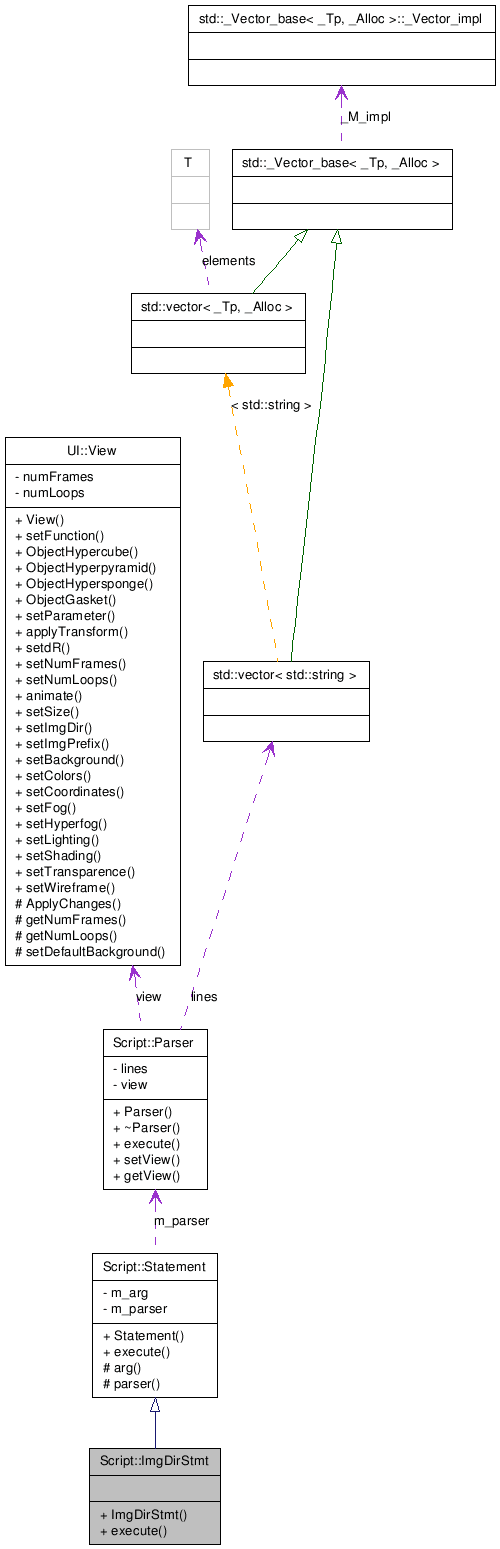 std::_Vector_base< _Tp, _Alloc >::_Vector_impl
_M_impl
T
std::_Vector_base< _Tp, _Alloc >
elements
std::vector< _Tp, _Alloc >
< std::string >
UI::View
- numFrames
- numLoops
+ View()
+ setFunction()
+ ObjectHypercube()
+ ObjectHyperpyramid()
+ ObjectHypersponge()
+ ObjectGasket()
+ setParameter()
+ applyTransform()
+ setdR()
+ setNumFrames()
+ setNumLoops()
+ animate()
+ setSize()
+ setImgDir()
+ setImgPrefix()
+ setBackground()
+ setColors()
+ setCoordinates()
+ setFog()
+ setHyperfog()
+ setLighting()
+ setShading()
+ setTransparence()
+ setWireframe()
# ApplyChanges()
# getNumFrames()
# getNumLoops()
# setDefaultBackground()
std::vector< std::string >
view
lines
Script::Parser
- lines
- view
+ Parser()
+ ~Parser()
+ execute()
+ setView()
+ getView()
m_parser
Script::Statement
- m_arg
- m_parser
+ Statement()
+ execute()
# arg()
# parser()
Script::ImgDirStmt
+ ImgDirStmt()
+ execute()